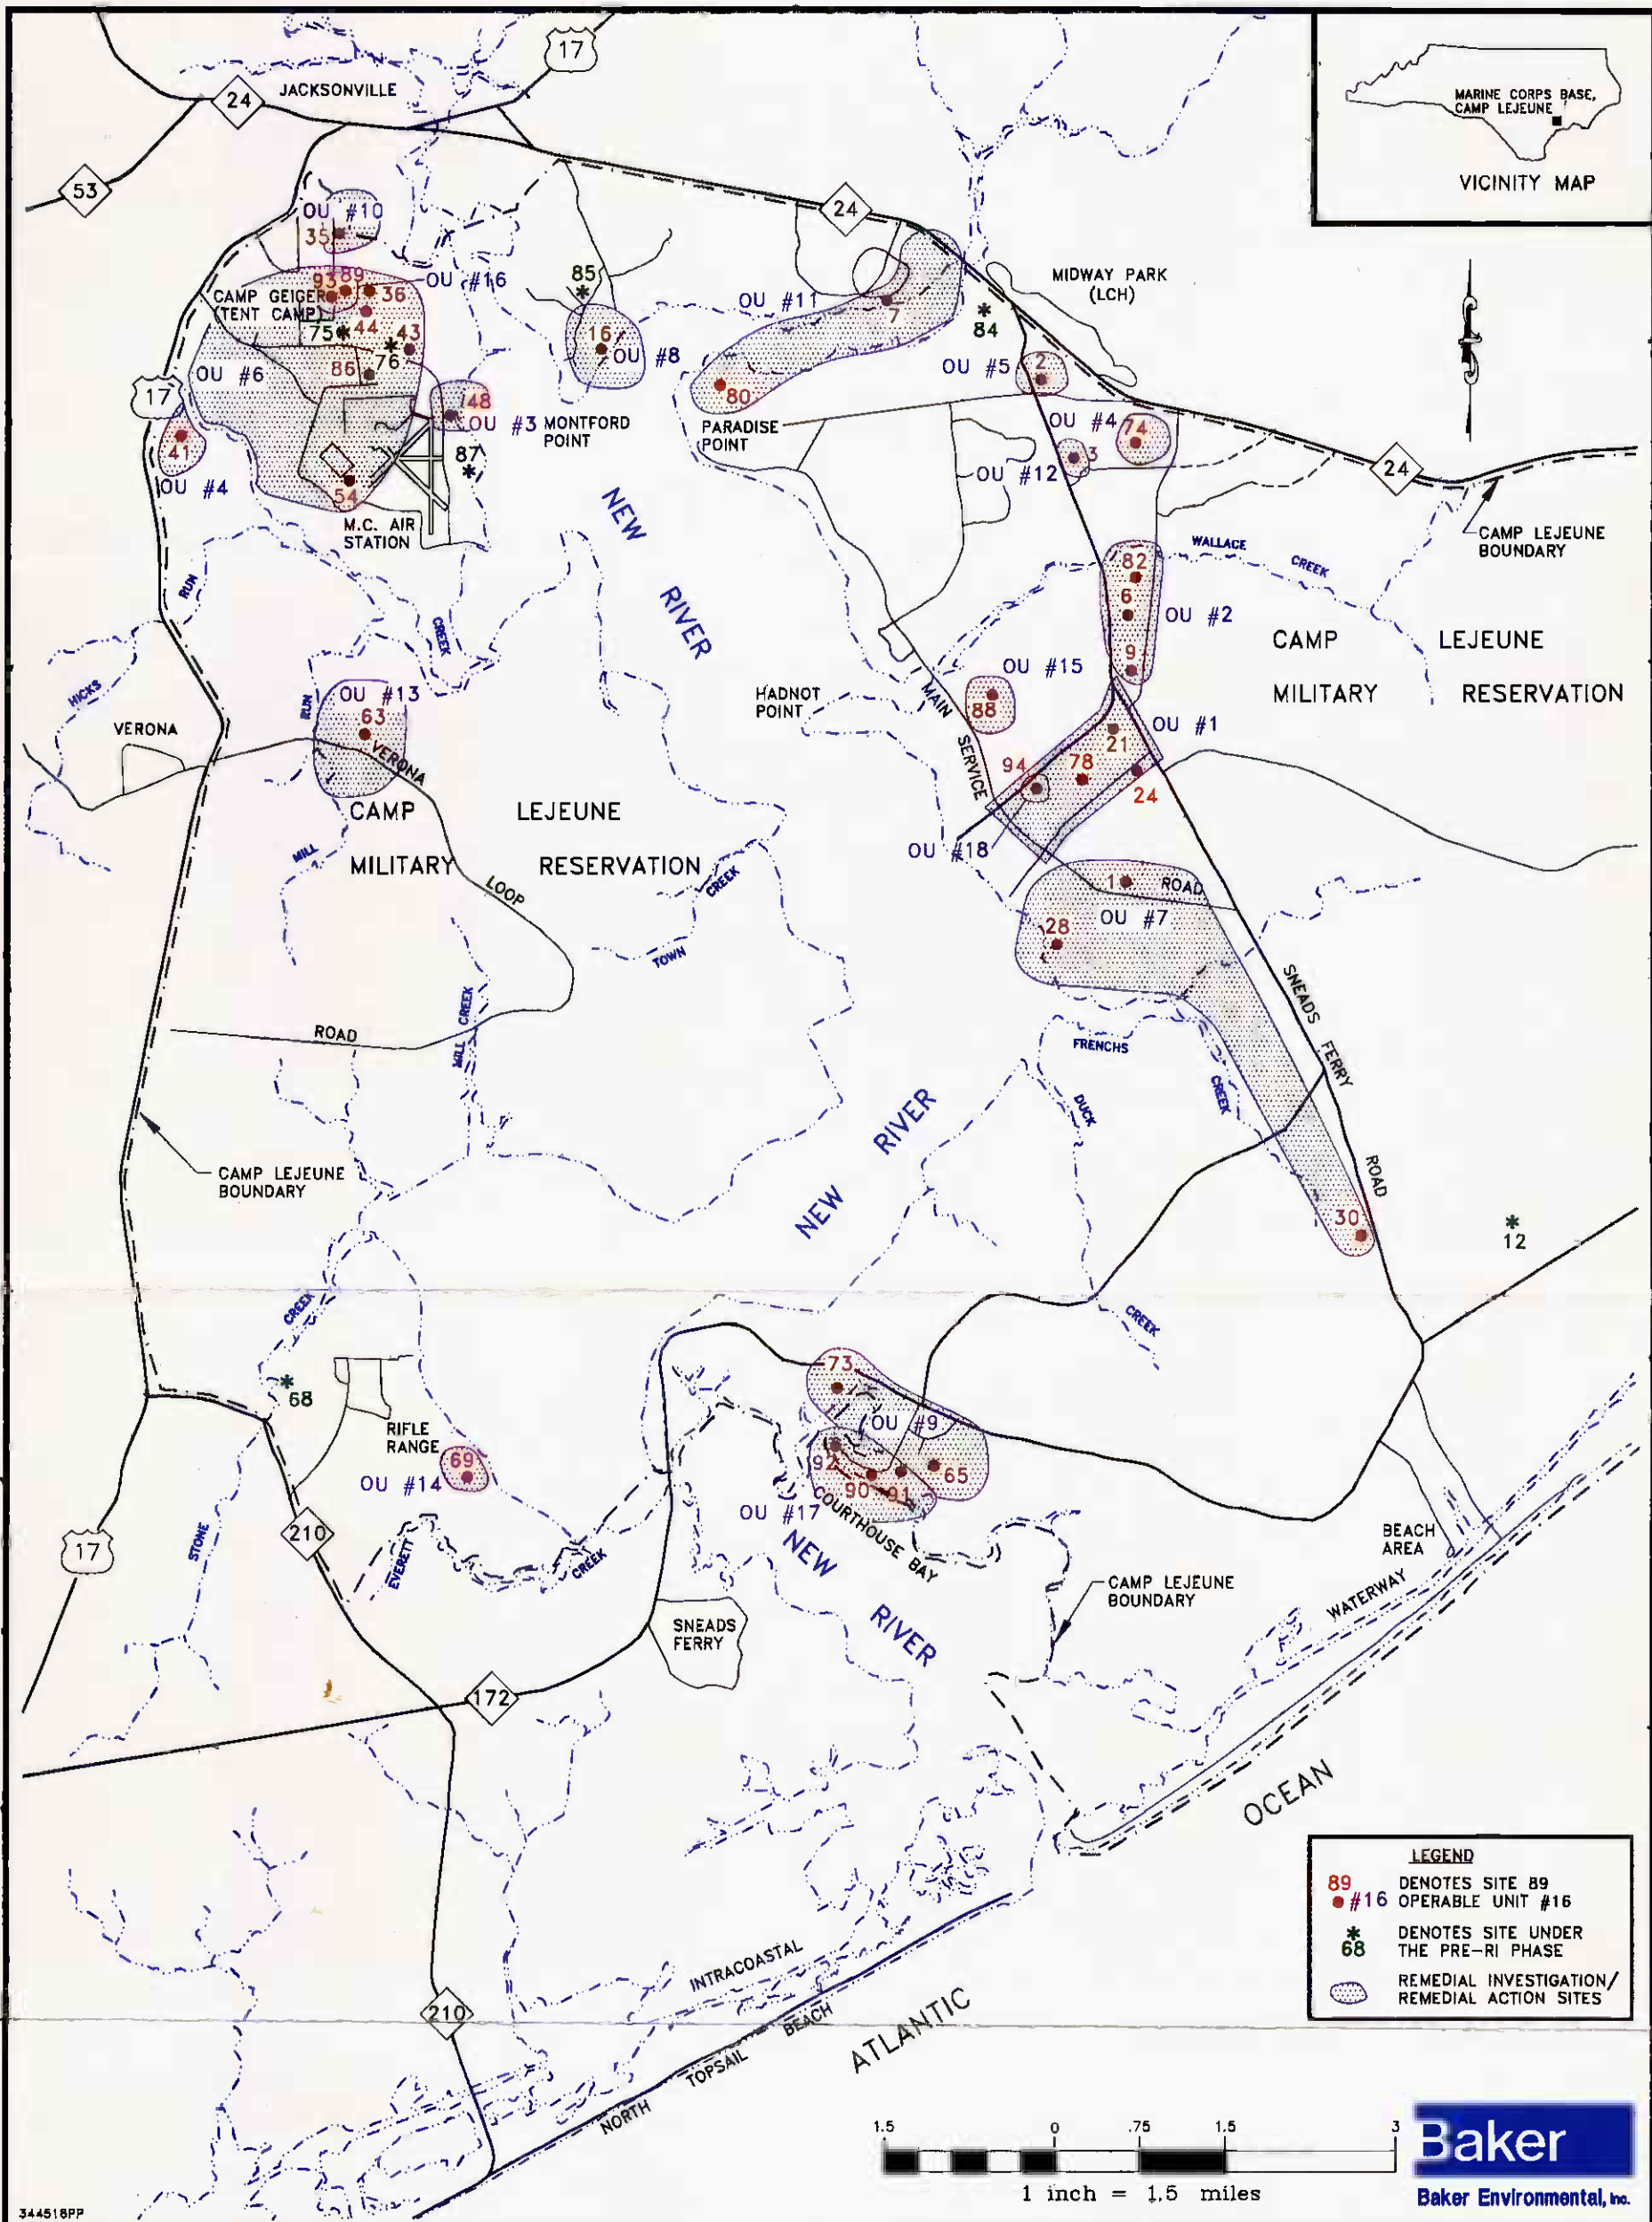 17
JACKSONVILLE
24
53
MARINE CORPS BASE,
CAMP LEJEUNE
VICINITY MAP
24
OU #10
35
OU #16
93
89
36
CAMP GEIGER
(TENT CAMP)
75
44
43
76
86
OU #6
17
41
OU #4
48
OU #3
MONTFORD
POINT
87
54
M.C. AIR
STATION
85
16
OU #8
OU #11
7
80
PARADISE
POINT
84
MIDWAY PARK
(LCH)
OU #5
2
OU #4
74
3
OU #12
24
CAMP LEJEUNE
BOUNDARY
NEW
RIVER
WALLACE
CREEK
82
6
9
OU #2
CAMP LEJEUNE
MILITARY RESERVATION
OU #15
88
HADNOT
POINT
MAIN
SERVICE
OU #1
21
78
94
24
OU #18
1
ROAD
OU #7
28
RUN
CREEK
HICKS
RUN
VERONA
OU #13
63
VERONA
CAMP LEJEUNE
MILITARY RESERVATION
MILL
LOOP
CREEK
TOWN
MILL CREEK
ROAD
SNEADS
FERRY
ROAD
FRENCHS
CREEK
DUCK
CREEK
RIVER
NEW
CAMP LEJEUNE
BOUNDARY
30
12
CREEK
68
RIFLE
RANGE
69
OU #14
73
OU #9
92
90
91
65
OU #17
COURTHOUSE BAY
NEW
RIVER
210
17
STONE
EVERETT
CREEK
SNEADS
FERRY
172
CAMP LEJEUNE
BOUNDARY
BEACH
AREA
WATERWAY
OCEAN
LEGEND
89 DENOTES SITE 89
#16 OPERABLE UNIT #16
* DENOTES SITE UNDER
68 THE PRE-RI PHASE
REMEDIAL INVESTIGATION/
REMEDIAL ACTION SITES
INTRACOASTAL
210
BEACH
TOPSAIL
NORTH
ATLANTIC
1.5 0 .75 1.5 3
1 inch = 1.5 miles
Baker
Baker Environmental, Inc.
344516PP